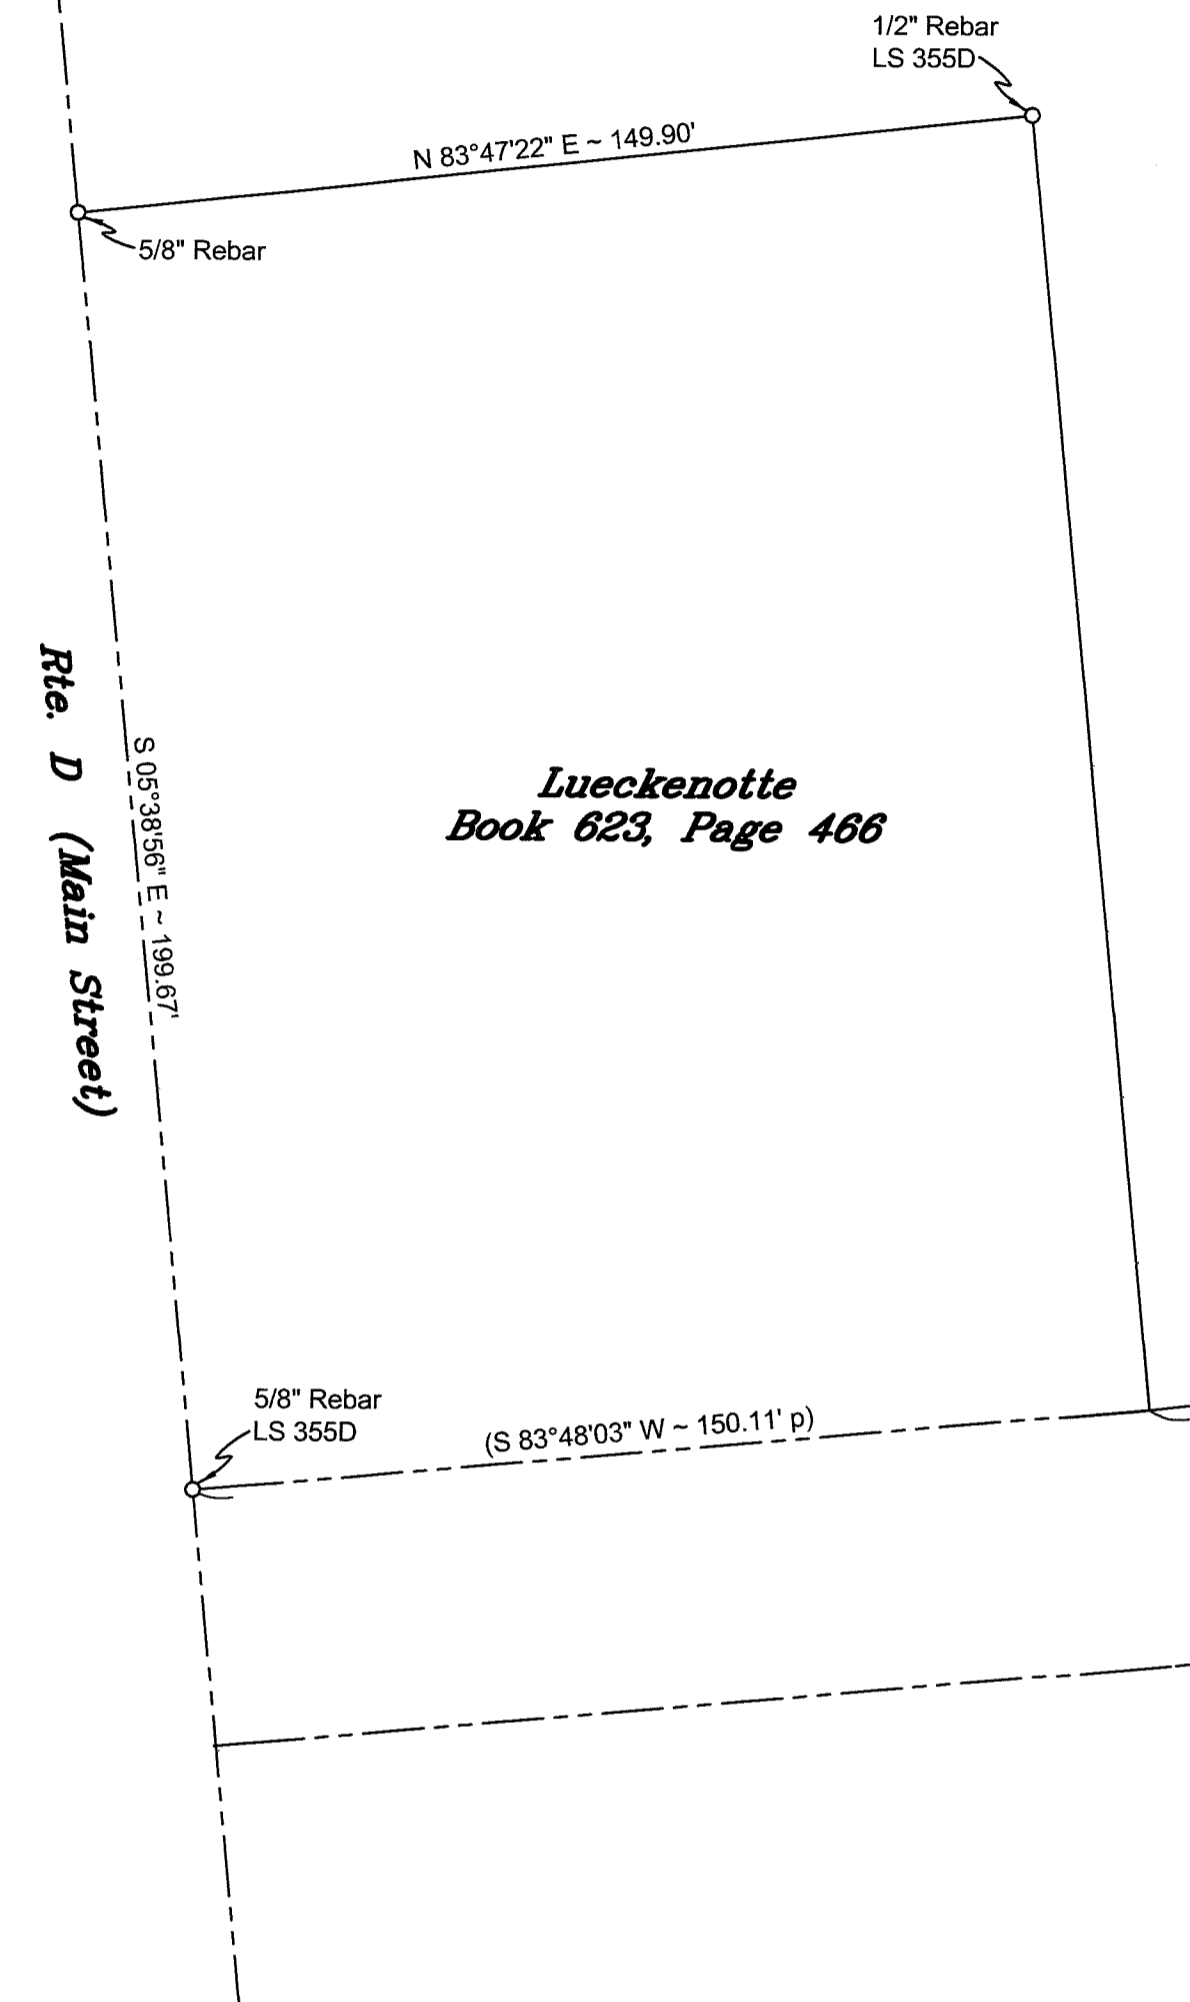 1/2" Rebar
LS 355D
N 83°47'22" E ~ 149.90'
5/8" Rebar
Rte. D (Main Street)
S 05°38'56" E ~ 199.67'
Lueckenotte
Book 623, Page 466
5/8" Rebar
LS 355D
(S 83°48'03" W ~ 150.11' p)